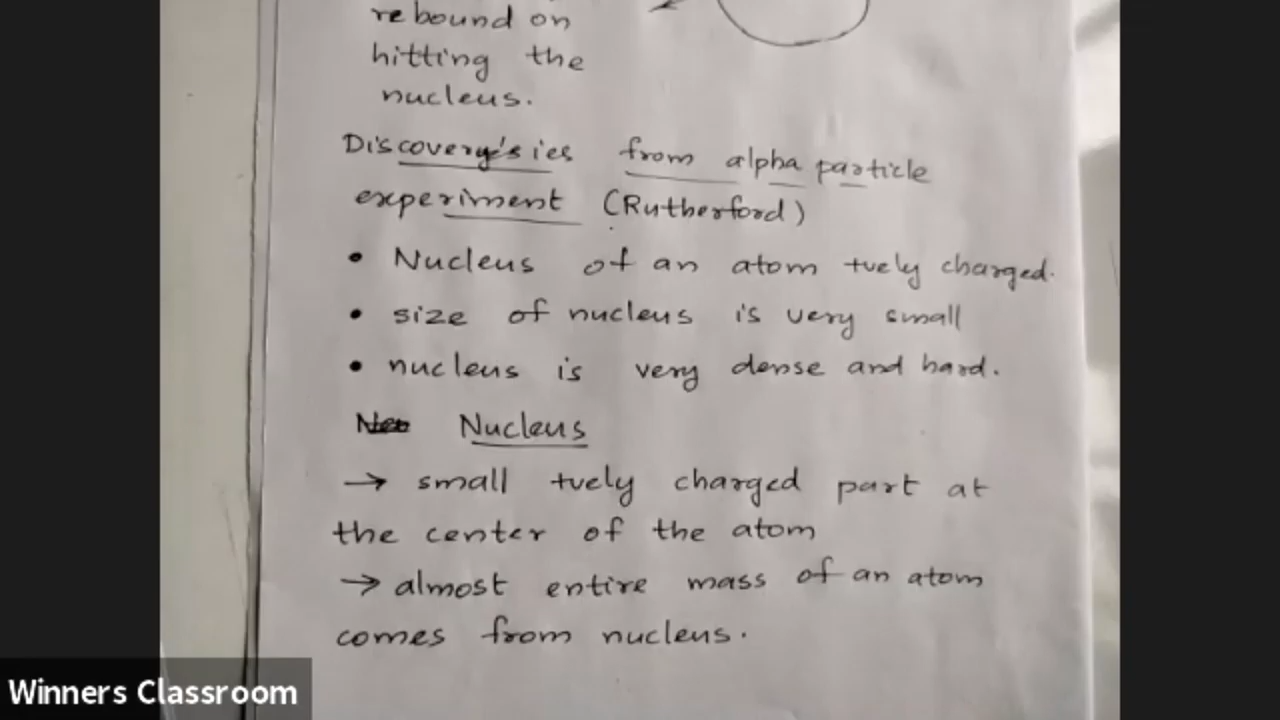 rebound on
hitting the
nucleus.
Discovery's ies from alpha particle
experiment (Rutherford)
• Nucleus of an atom +vely charged.
• size of nucleus is very small
• nucleus is very dense and hard.
Nucleus
→ small +vely charged part at
the center of the atom
→ almost entire mass of an atom
comes from nucleus.
Winners Classroom